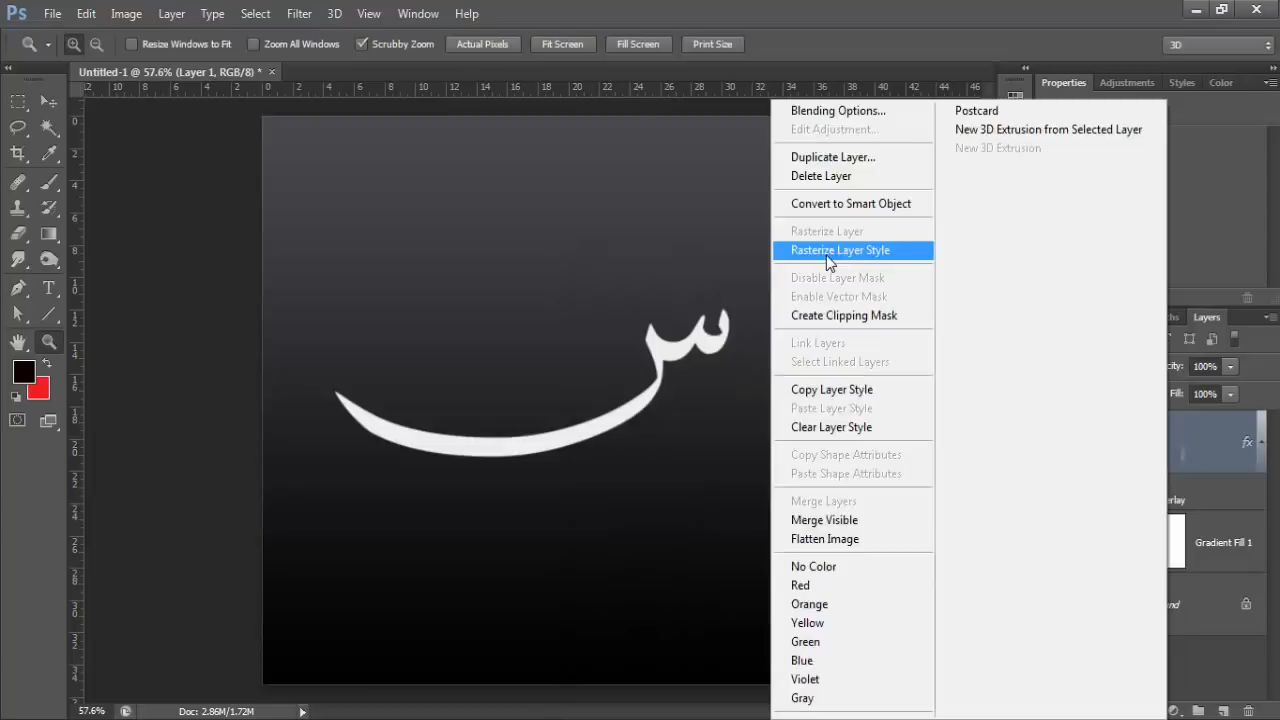 Ps File Edit Image Layer Type Select Filter 3D View Window Help
Resize Windows to Fit Zoom All Windows Scrubby Zoom Actual Pixels Fit Screen Fill Screen Print Size 3D
Untitled-1 @ 57.6% (Layer 1, RGB/8) * ×
Properties Adjustments Styles Color
س
Blending Options...
Edit Adjustment...
Duplicate Layer...
Delete Layer
Convert to Smart Object
Rasterize Layer
Rasterize Layer Style
Disable Layer Mask
Enable Vector Mask
Create Clipping Mask
Link Layers
Select Linked Layers
Copy Layer Style
Paste Layer Style
Clear Layer Style
Copy Shape Attributes
Paste Shape Attributes
Merge Layers
Merge Visible
Flatten Image
No Color
Red
Orange
Yellow
Green
Blue
Violet
Gray
Postcard
New 3D Extrusion from Selected Layer
New 3D Extrusion
Layers
100%
Fill: 100%
fx
Gradient Fill 1
57.6% Doc: 2.86M/1.72M